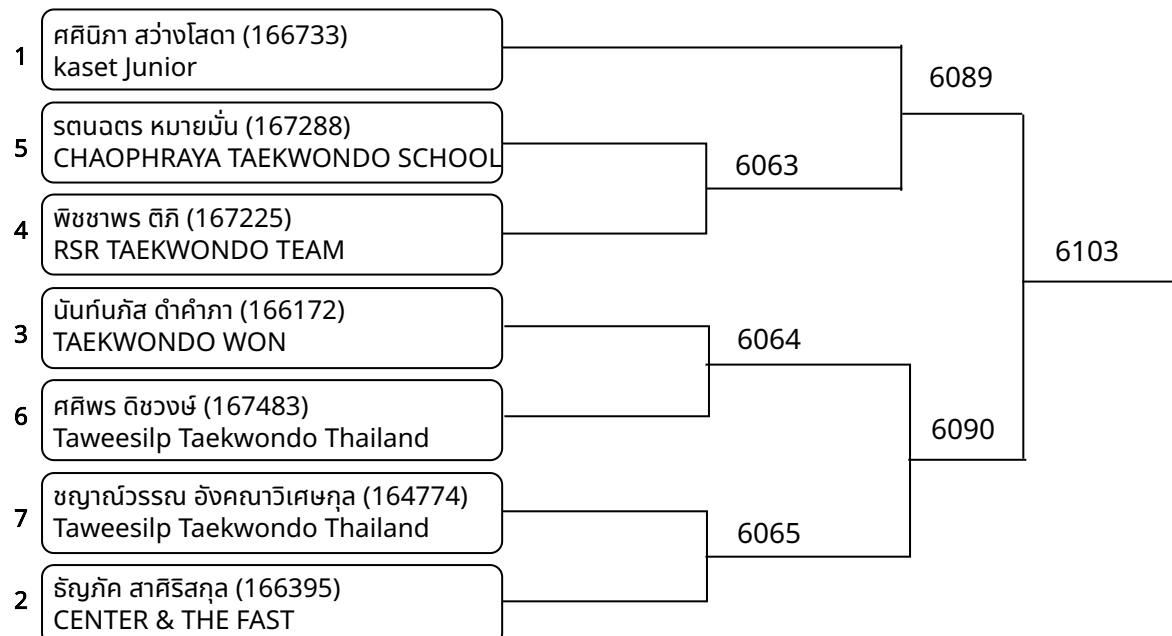 1
ศศินิภา สว่างโสดา (166733)
kaset Junior
6089
5
รตนฉตร หมายมั่น (167288)
CHAOPHRAYA TAEKWONDO SCHOOL
6063
4
พิชชาพร ติภิ (167225)
RSR TAEKWONDO TEAM
6103
3
นันท์นภัส ดำคำภา (166172)
TAEKWONDO WON
6064
6
ศศิพร ดิชวงษ์ (167483)
Taweesilp Taekwondo Thailand
6090
7
ชญาณ์วรรณ อังคณาวิเศษกุล (164774)
Taweesilp Taekwondo Thailand
6065
2
ธัญภัค สาศิริสกุล (166395)
CENTER & THE FAST